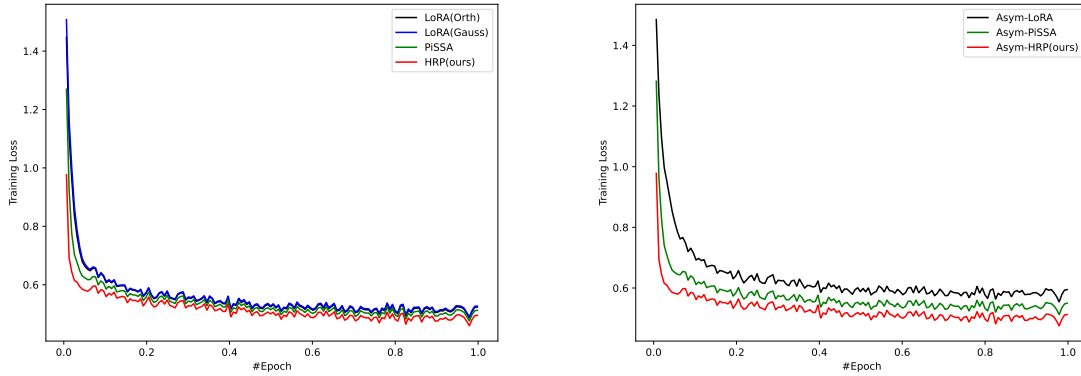 LoRA(Orth)
LoRA(Gauss)
PiSSA
HRP(ours)
1.4
1.2
1.0
0.8
0.6
Training Loss
0.0
0.2
0.4
0.6
0.8
1.0
#Epoch
Asym-LoRA
Asym-PiSSA
Asym-HRP(ours)
1.4
1.2
1.0
0.8
0.6
Training Loss
0.0
0.2
0.4
0.6
0.8
1.0
#Epoch